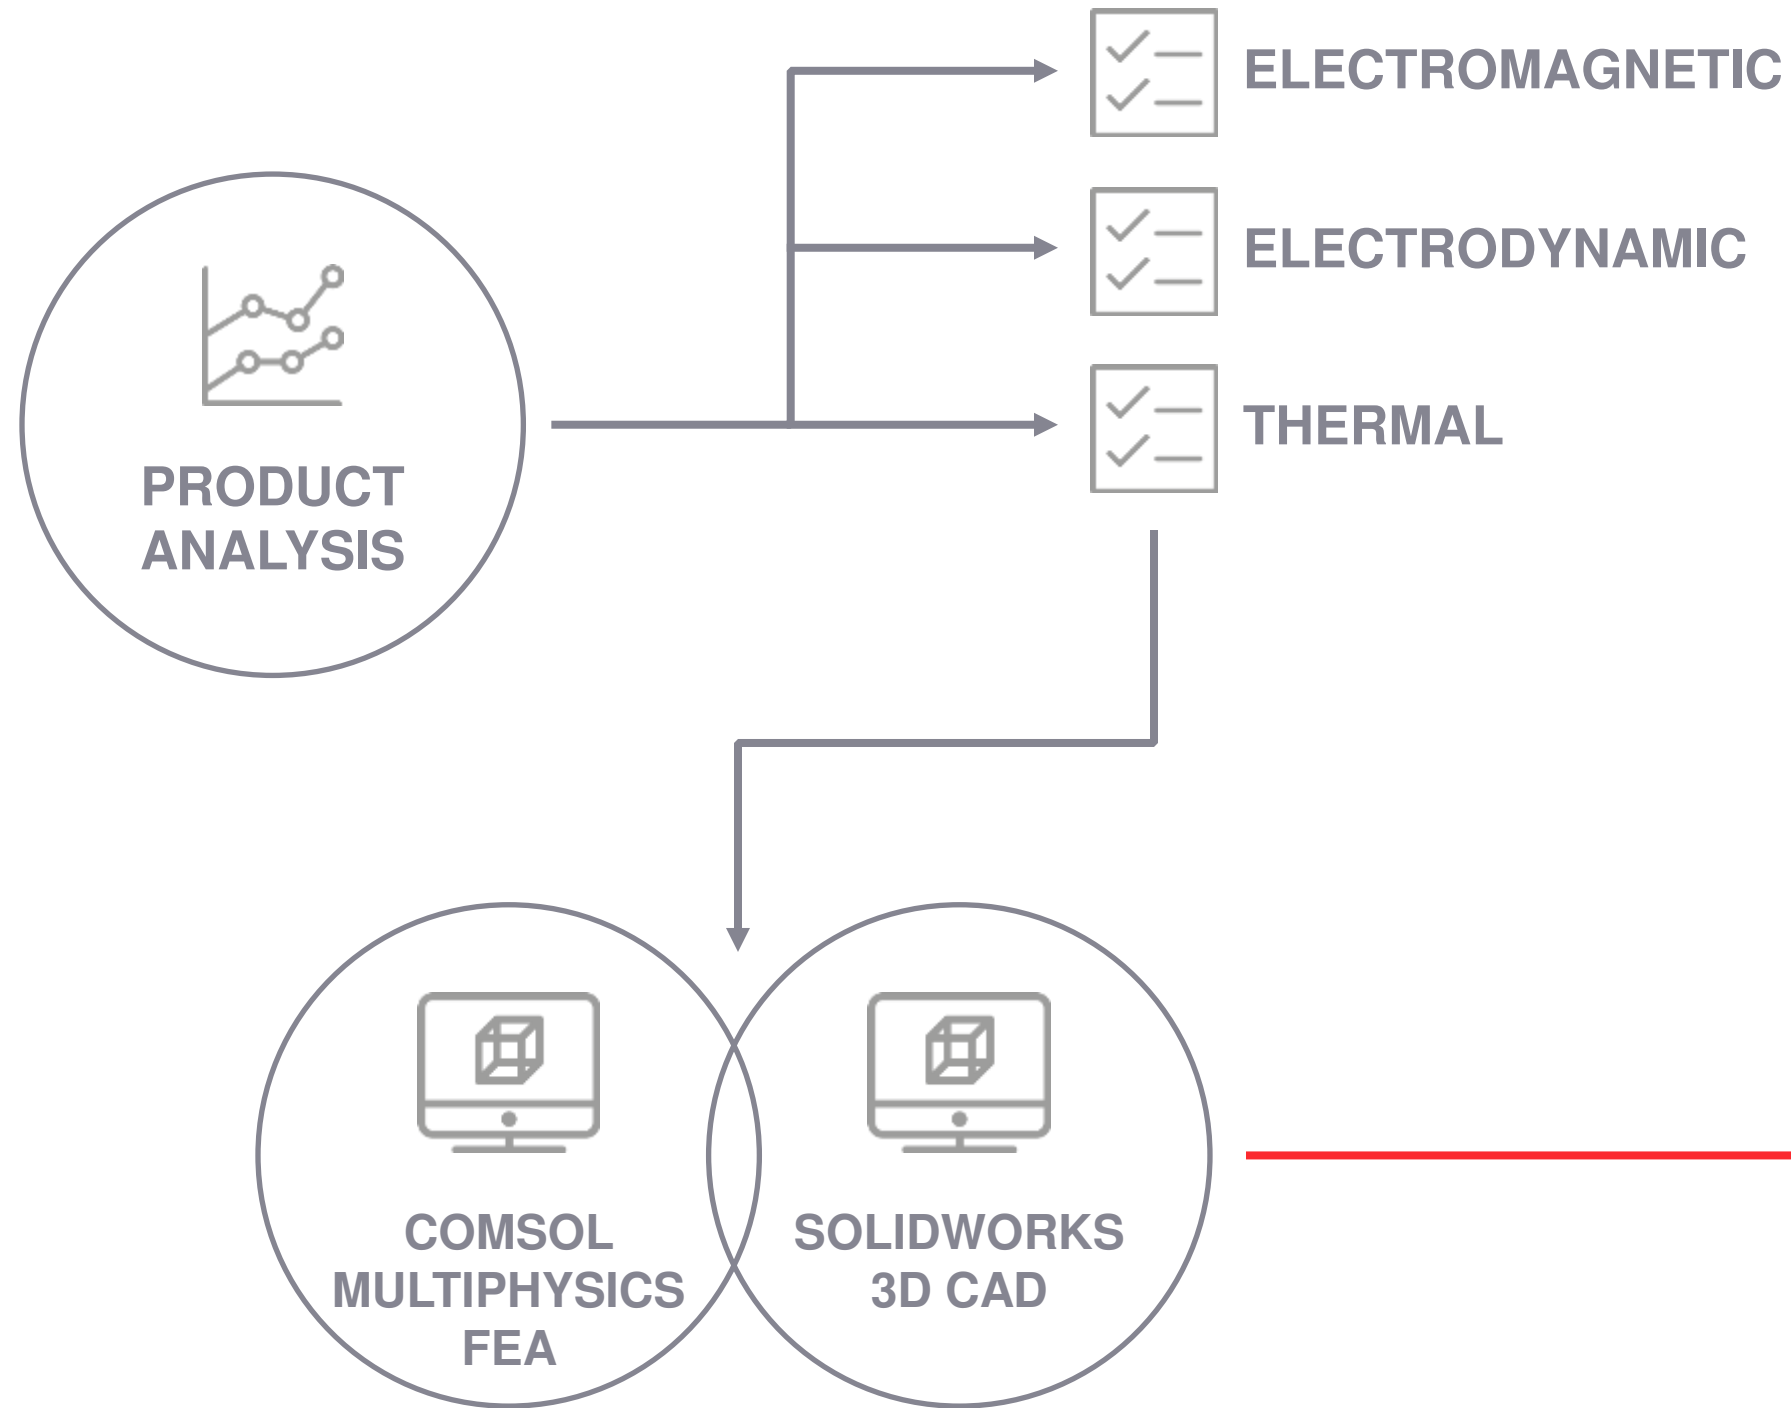 ELECTROMAGNETIC
ELECTRODYNAMIC
THERMAL
PRODUCT
ANALYSIS
COMSOL
MULTIPHYSICS
FEA
SOLIDWORKS
3D CAD